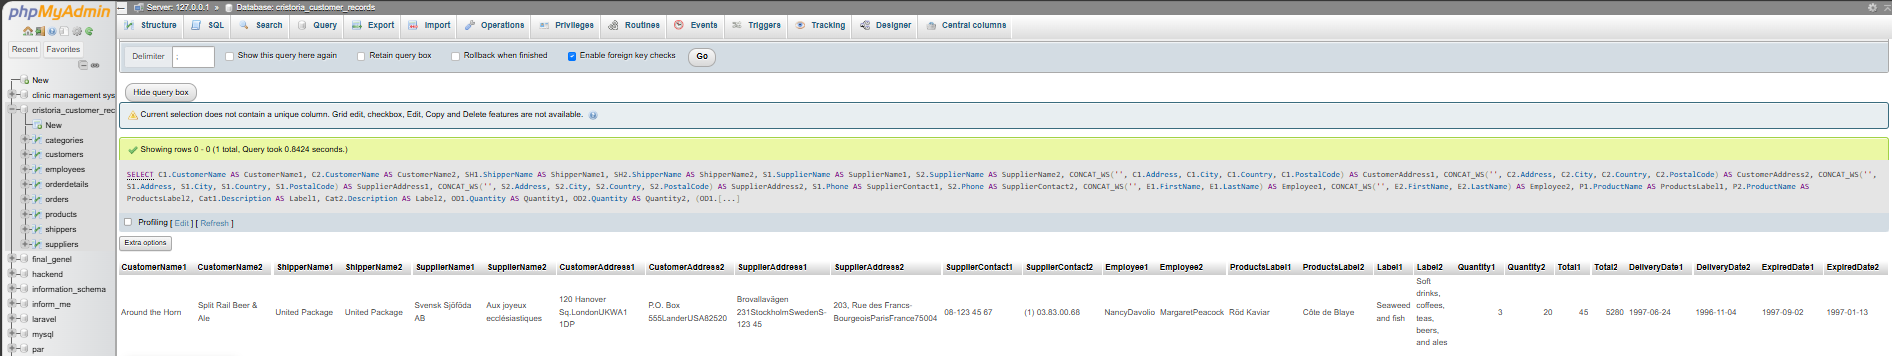 phpMyAdmin
Server: 127.0.0.1 » Database: cristoria_customer_records
Structure SQL Search Query Export Import Operations Privileges Routines Events Triggers Tracking Designer Central columns
Recent Favorites
Delimiter ; Show this query here again Retain query box Rollback when finished Enable foreign key checks Go
New
clinic management sys
cristoria_customer_rec
New
categories
customers
employees
orderdetails
orders
products
shippers
suppliers
final_genel
hackend
information_schema
inform_me
laravel
mysql
par
Hide query box
Current selection does not contain a unique column. Grid edit, checkbox, Edit, Copy and Delete features are not available.
Showing rows 0 - 0 (1 total, Query took 0.8424 seconds.)
SELECT C1.CustomerName AS CustomerName1, C2.CustomerName AS CustomerName2, SH1.ShipperName AS ShipperName1, SH2.ShipperName AS ShipperName2, S1.SupplierName AS SupplierName1, S2.SupplierName AS SupplierName2, CONCAT_WS('', C1.Address, C1.City, C1.Country, C1.PostalCode) AS CustomerAddress1, CONCAT_WS('', C2.Address, C2.City, C2.Country, C2.PostalCode) AS CustomerAddress2, CONCAT_WS('',
S1.Address, S1.City, S1.Country, S1.PostalCode) AS SupplierAddress1, CONCAT_WS('', S2.Address, S2.City, S2.Country, S2.PostalCode) AS SupplierAddress2, S1.Phone AS SupplierContact1, S2.Phone AS SupplierContact2, CONCAT_WS('', E1.FirstName, E1.LastName) AS Employee1, CONCAT_WS('', E2.FirstName, E2.LastName) AS Employee2, P1.ProductName AS ProductsLabel1, P2.ProductName AS
ProductsLabel2, Cat1.Description AS Label1, Cat2.Description AS Label2, OD1.Quantity AS Quantity1, OD2.Quantity AS Quantity2, (OD1.[...]
Profiling [ Edit ] [ Refresh ]
Extra options
CustomerName1 CustomerName2 ShipperName1 ShipperName2 SupplierName1 SupplierName2 CustomerAddress1 CustomerAddress2 SupplierAddress1 SupplierAddress2 SupplierContact1 SupplierContact2 Employee1 Employee2 ProductsLabel1 ProductsLabel2 Label1 Label2 Quantity1 Quantity2 Total1 Total2 DeliveryDate1 DeliveryDate2 ExpiredDate1 ExpiredDate2
Around the Horn
Split Rail Beer &
Ale
United Package
United Package
Svensk Sjöföda
AB
Aux joyeux
ecclésiastiques
120 Hanover
Sq.LondonUKWA1
1DP
P.O. Box
555LanderUSA82520
Brovallavägen
231StockholmSwedenS-
123 45
203, Rue des Francs-
BourgeoisParisFrance75004
08-123 45 67
(1) 03.83.00.68
NancyDavolio
MargaretPeacock
Röd Kaviar
Côte de Blaye
Seaweed
and fish
Soft
drinks,
coffees,
teas,
beers,
and ales
3
20
45
5280
1997-06-24
1996-11-04
1997-09-02
1997-01-13